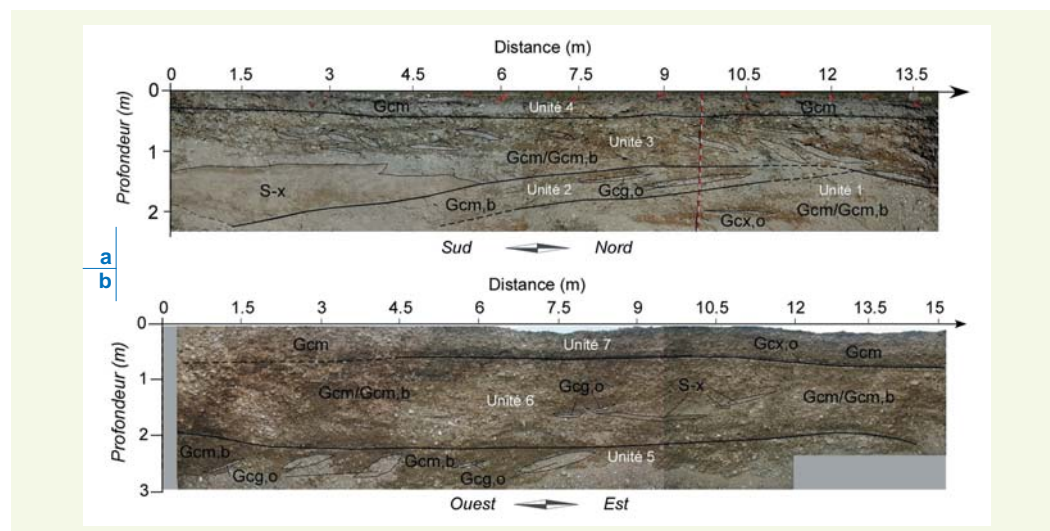 Distance (m)
0 1.5 3 4.5 6 7.5 9 10.5 12 13.5
Profondeur (m)
0
1
2
Gcm Unité 4 Gcm
Unité 3
Gcm/Gcm,b
S-x Unité 2 Gcg,o Unité 1
Gcm,b Gcm/Gcm,b
Gcx,o
Sud Nord
a
b
Distance (m)
0 1.5 3 4.5 6 7.5 9 10.5 12 13.5 15
Profondeur (m)
0
1
2
3
Gcm Unité 7 Gcx,o Gcm
Gcm/Gcm,b Unité 6 Gcg,o S-x Gcm/Gcm,b
Gcm,b Gcm,b Unité 5
Gcg,o Gcg,o
Ouest Est